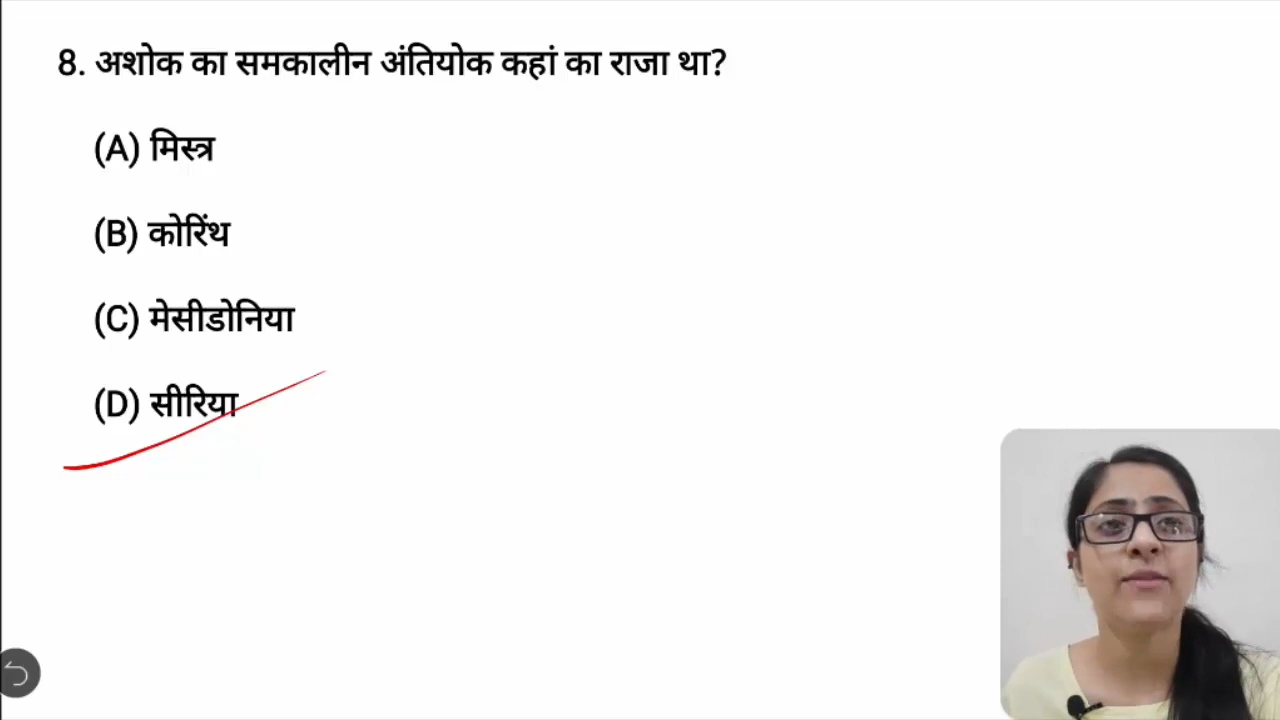 8. अशोक का समकालीन अंतियोक कहां का राजा था?
(A) मिस्त्र
(B) कोरिंथ
(C) मेसीडोनिया
(D) सीरिया